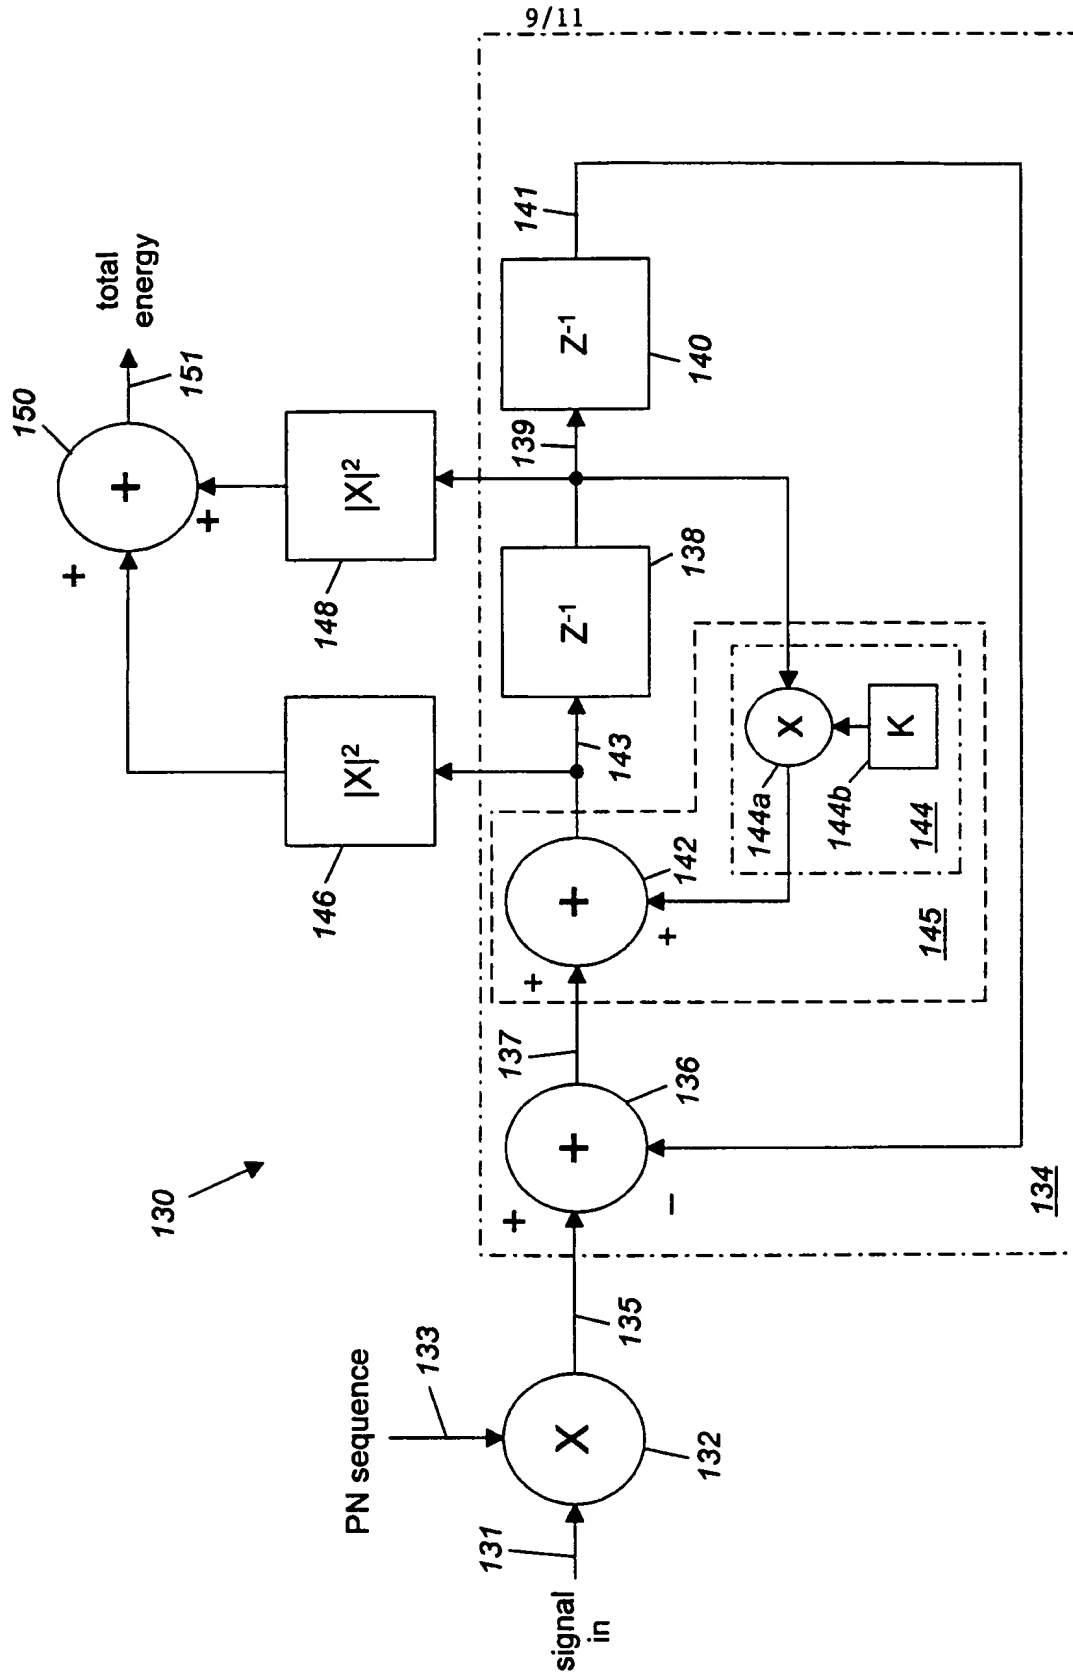 9/11
130
signal
in
131
PN sequence
133
X
132
135
+
+
−
136
137
134
+
+
+
142
143
145
X
144a
K
144b
144
Z-1
138
139
Z-1
140
141
|X|2
146
|X|2
148
+
+
+
150
151
total
energy